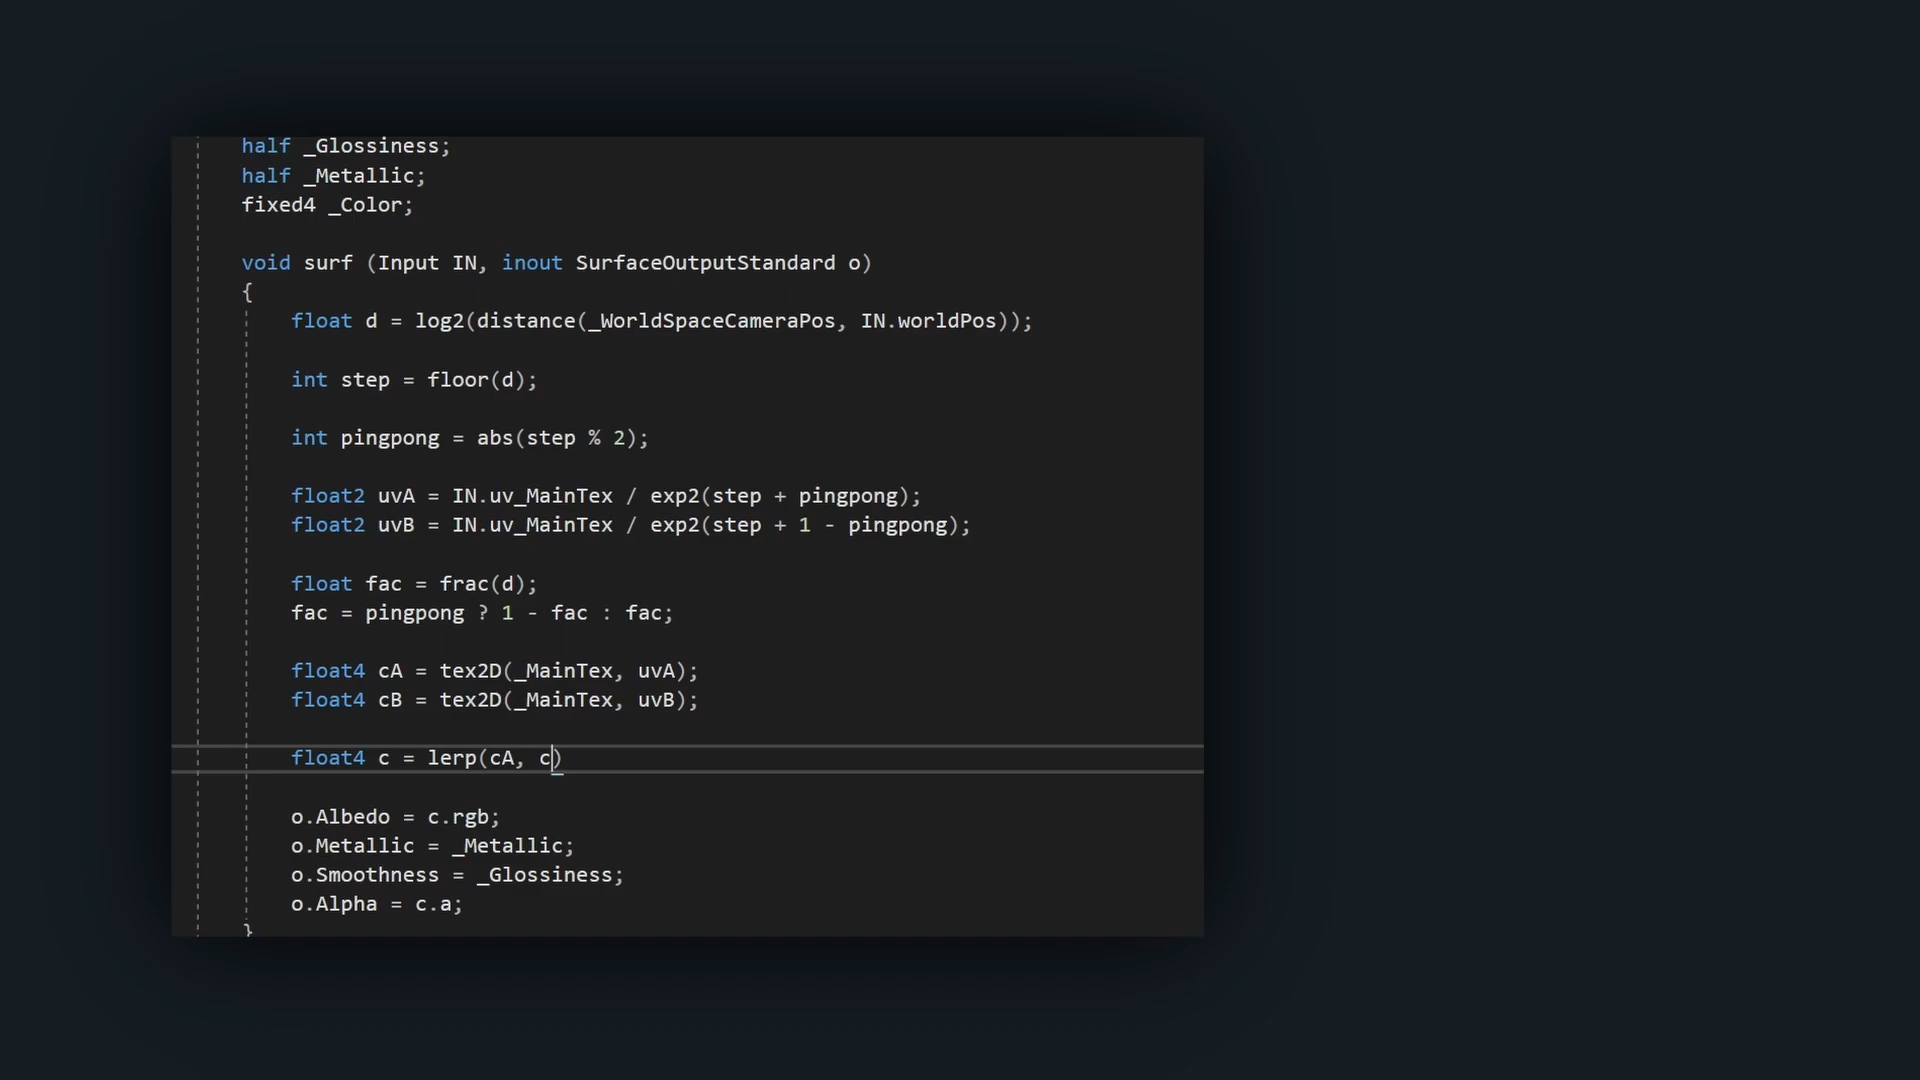 half _Glossiness;
half _Metallic;
fixed4 _Color;
void surf (Input IN, inout SurfaceOutputStandard o)
{
float d = log2(distance(_WorldSpaceCameraPos, IN.worldPos));
int step = floor(d);
int pingpong = abs(step % 2);
float2 uvA = IN.uv_MainTex / exp2(step + pingpong);
float2 uvB = IN.uv_MainTex / exp2(step + 1 - pingpong);
float fac = frac(d);
fac = pingpong ? 1 - fac : fac;
float4 cA = tex2D(_MainTex, uvA);
float4 cB = tex2D(_MainTex, uvB);
float4 c = lerp(cA, c)
o.Albedo = c.rgb;
o.Metallic = _Metallic;
o.Smoothness = _Glossiness;
o.Alpha = c.a;
}